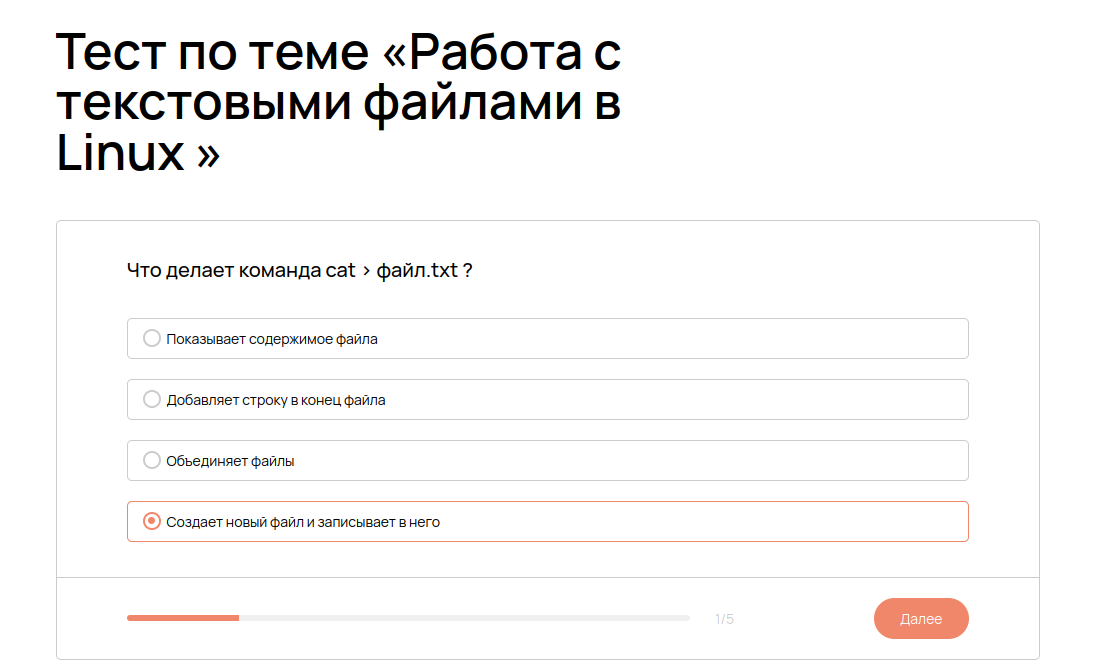 Тест по теме «Работа с
текстовыми файлами в
Linux »
Что делает команда cat > файл.txt ?
Показывает содержимое файла
Добавляет строку в конец файла
Объединяет файлы
Создает новый файл и записывает в него
1/5
Далее